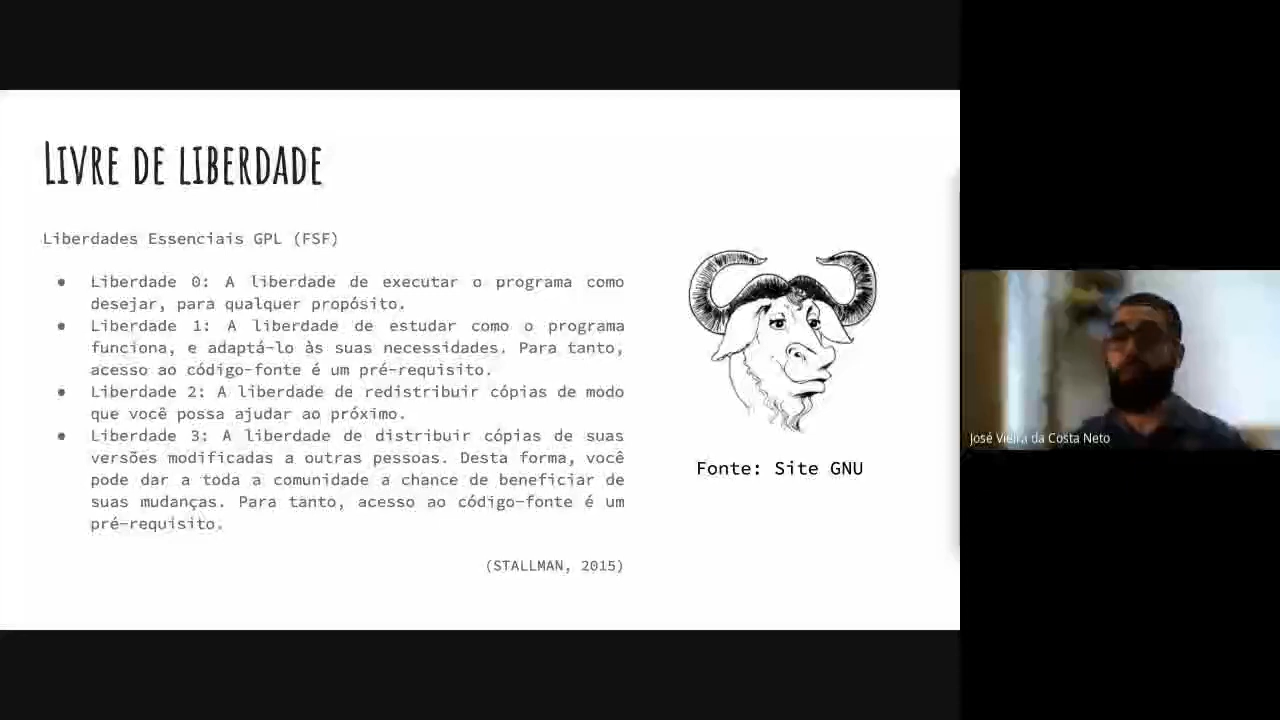 LIVRE DE LIBERDADE
Liberdades Essenciais GPL (FSF)
● Liberdade 0: A liberdade de executar o programa como
desejar, para qualquer propósito.
● Liberdade 1: A liberdade de estudar como o programa
funciona, e adaptá-lo às suas necessidades. Para tanto,
acesso ao código-fonte é um pré-requisito.
● Liberdade 2: A liberdade de redistribuir cópias de modo
que você possa ajudar ao próximo.
● Liberdade 3: A liberdade de distribuir cópias de suas
versões modificadas a outras pessoas. Desta forma, você
pode dar a toda a comunidade a chance de beneficiar de
suas mudanças. Para tanto, acesso ao código-fonte é um
pré-requisito.
(STALLMAN, 2015)
Fonte: Site GNU
José Vieira da Costa Neto